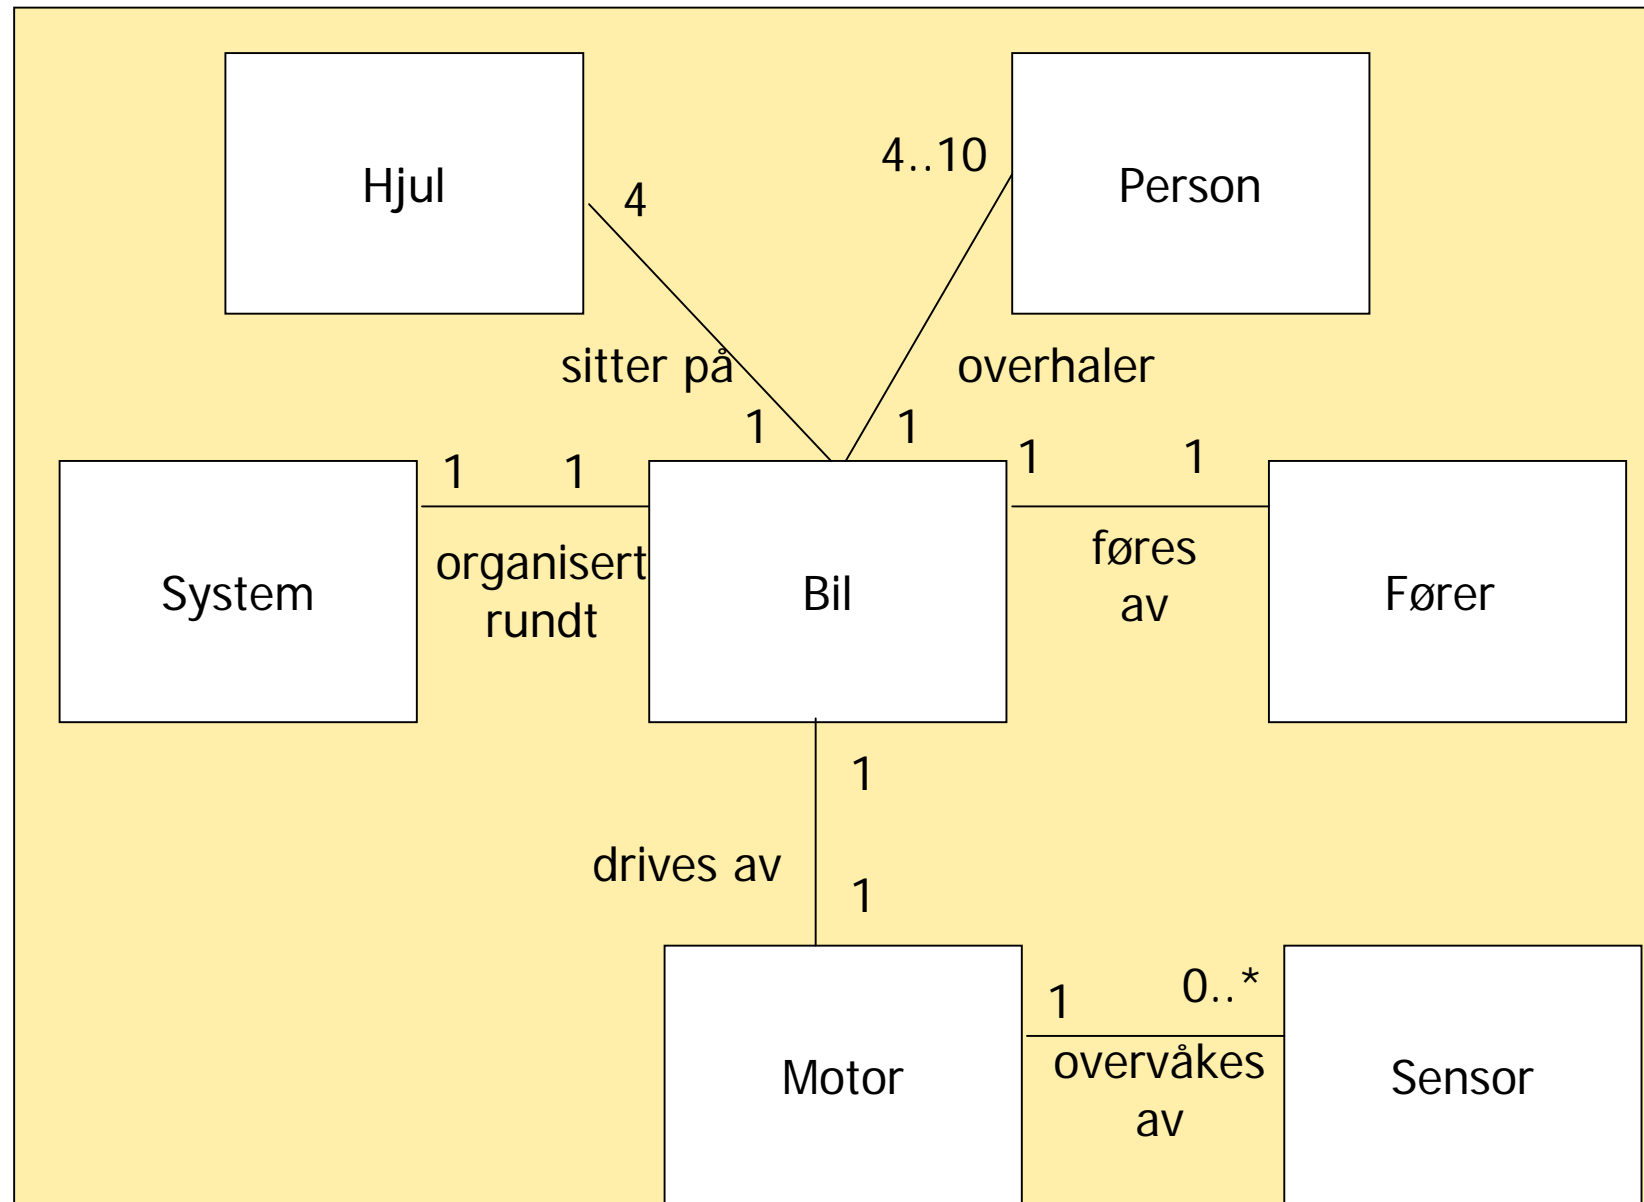 Hjul
Person
4
4..10
sitter på
overhaler
1
1
System
1
1
organisert
rundt
Bil
1
1
føres
av
Fører
1
drives av
1
Motor
1
0..*
overvåkes
av
Sensor